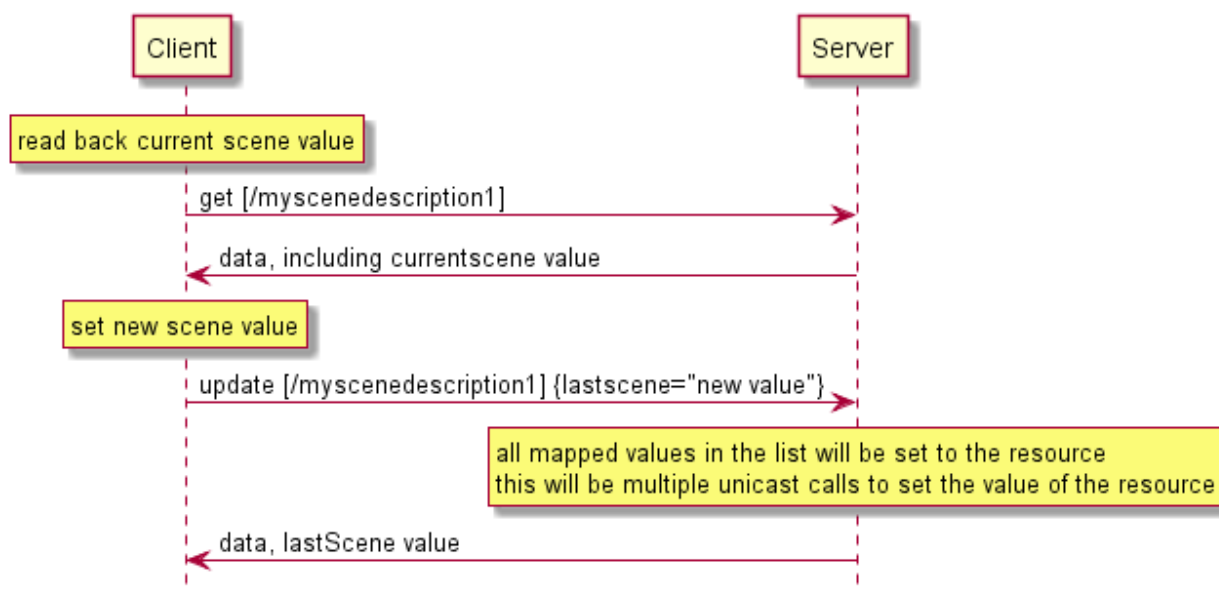 Client
Server
read back current scene value
get [/myscenedescription1]
data, including currentscene value
set new scene value
update [/myscenedescription1] {lastscene="new value"}
all mapped values in the list will be set to the resource
this will be multiple unicast calls to set the value of the resource
data, lastScene value